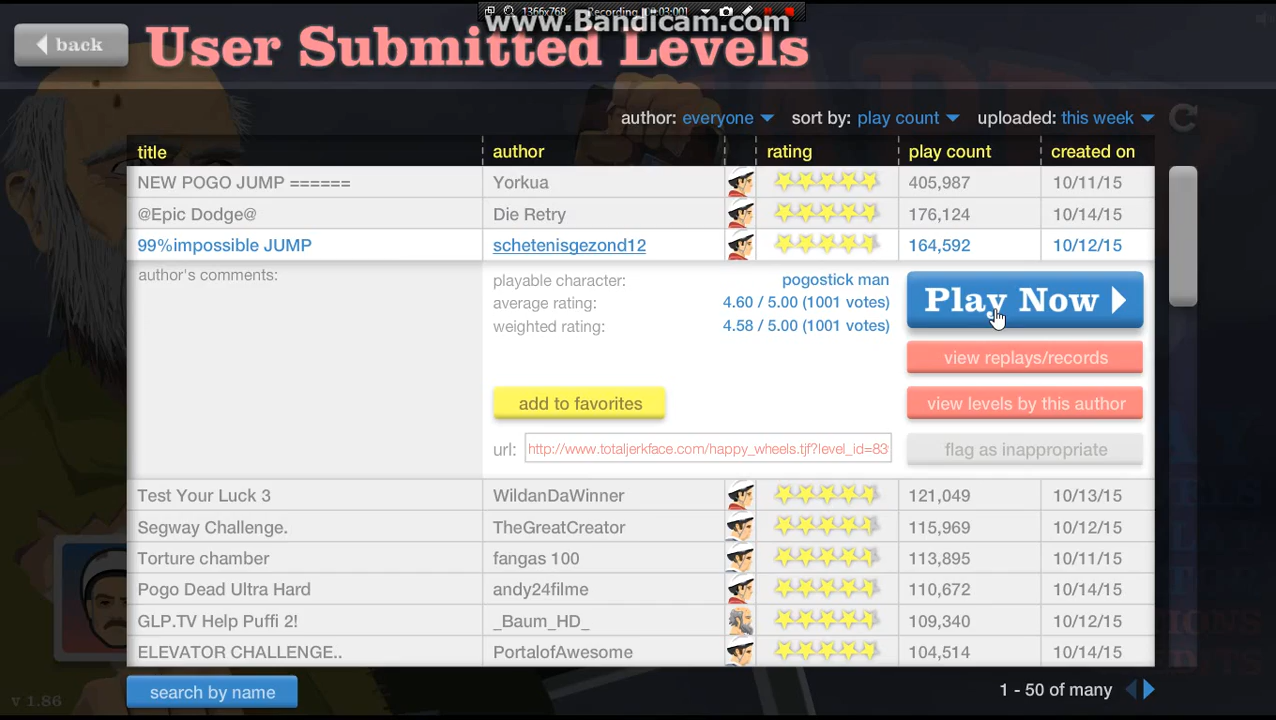 1366x768 Recording
www.Bandicam.com
back
User Submitted Levels
author: everyone sort by: play count uploaded: this week
title author rating play count created on
NEW POGO JUMP ====== Yorkua 405,987 10/11/15
@Epic Dodge@ Die Retry 176,124 10/14/15
99%impossible JUMP schetenisgezond12 164,592 10/12/15
author's comments:
playable character: pogostick man
average rating: 4.60 / 5.00 (1001 votes)
weighted rating: 4.58 / 5.00 (1001 votes)
Play Now
view replays/records
add to favorites
view levels by this author
url: http://www.totaljerkface.com/happy_wheels.tjf?level_id=83
flag as inappropriate
Test Your Luck 3 WildanDaWinner 121,049 10/13/15
Segway Challenge. TheGreatCreator 115,969 10/12/15
Torture chamber fangas 100 113,895 10/11/15
Pogo Dead Ultra Hard andy24filme 110,672 10/14/15
GLP.TV Help Puffi 2! _Baum_HD_ 109,340 10/12/15
ELEVATOR CHALLENGE.. PortalofAwesome 104,514 10/14/15
search by name
1 - 50 of many
v 1.86